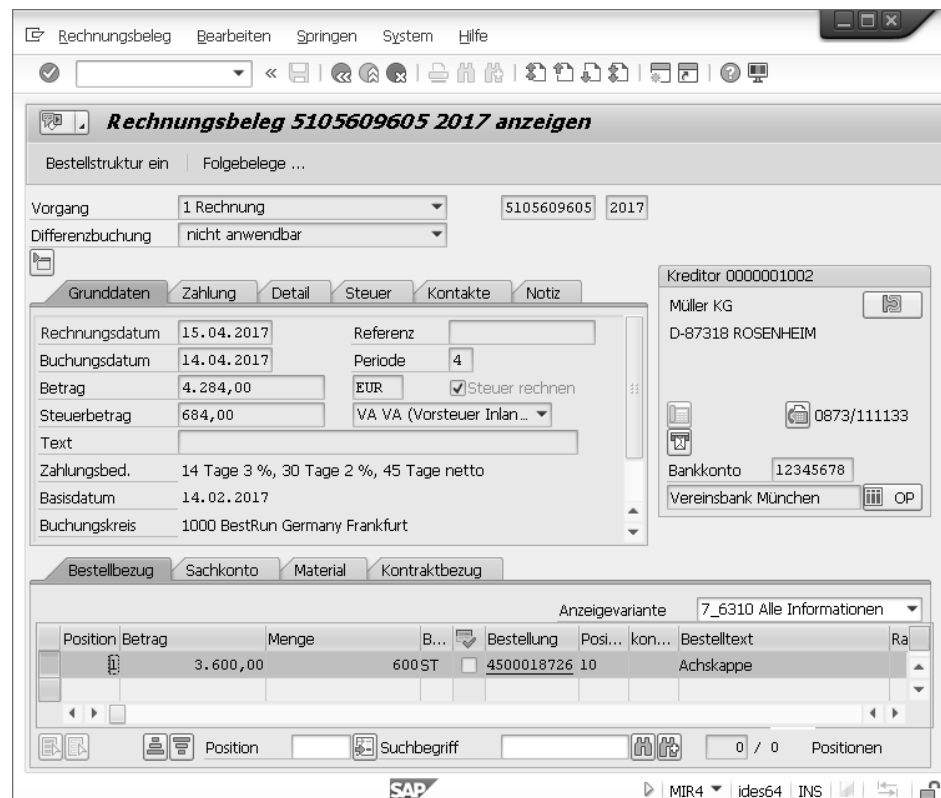 Rechnungsbeleg Bearbeiten Springen System Hilfe
Rechnungsbeleg 5105609605 2017 anzeigen
Bestellstruktur ein Folgebelege ...
Vorgang 1 Rechnung 5105609605 2017
Differenzbuchung nicht anwendbar
Grunddaten Zahlung Detail Steuer Kontakte Notiz
Rechnungsdatum 15.04.2017 Referenz
Buchungsdatum 14.04.2017 Periode 4
Betrag 4.284,00 EUR Steuer rechnen
Steuerbetrag 684,00 VA VA (Vorsteuer Inlan...
Text
Zahlungsbed. 14 Tage 3 %, 30 Tage 2 %, 45 Tage netto
Basisdatum 14.02.2017
Buchungskreis 1000 BestRun Germany Frankfurt
Kreditor 0000001002
Müller KG
D-87318 ROSENHEIM
0873/111133
Bankkonto 12345678
Vereinsbank München OP
Bestellbezug Sachkonto Material Kontraktbezug
Anzeigevariante 7_6310 Alle Informationen
Position Betrag Menge B... Bestellung Posi... kon... Bestelltext Ra
1 3.600,00 600 ST 4500018726 10 Achskappe
Position Suchbegriff 0 / 0 Positionen
SAP MIR4 ides64 INS